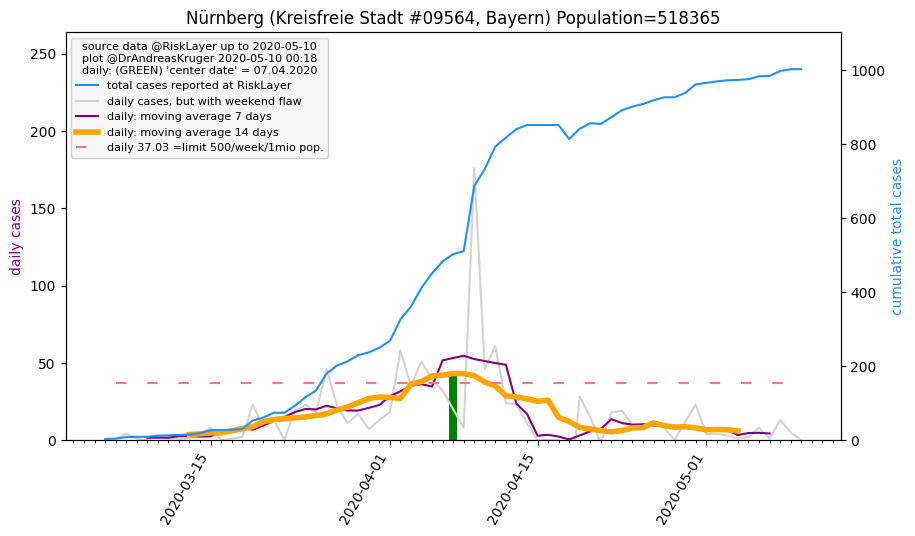 Nürnberg (Kreisfreie Stadt #09564, Bayern) Population=518365
source data @RiskLayer up to 2020-05-10
plot @DrAndreasKruger 2020-05-10 00:18
daily: (GREEN) 'center date' = 07.04.2020
total cases reported at RiskLayer
daily cases, but with weekend flaw
daily: moving average 7 days
daily: moving average 14 days
daily 37.03 =limit 500/week/1mio pop.
daily cases
250
200
150
100
50
0
cumulative total cases
1000
800
600
400
200
0
2020-03-15
2020-04-01
2020-04-15
2020-05-01